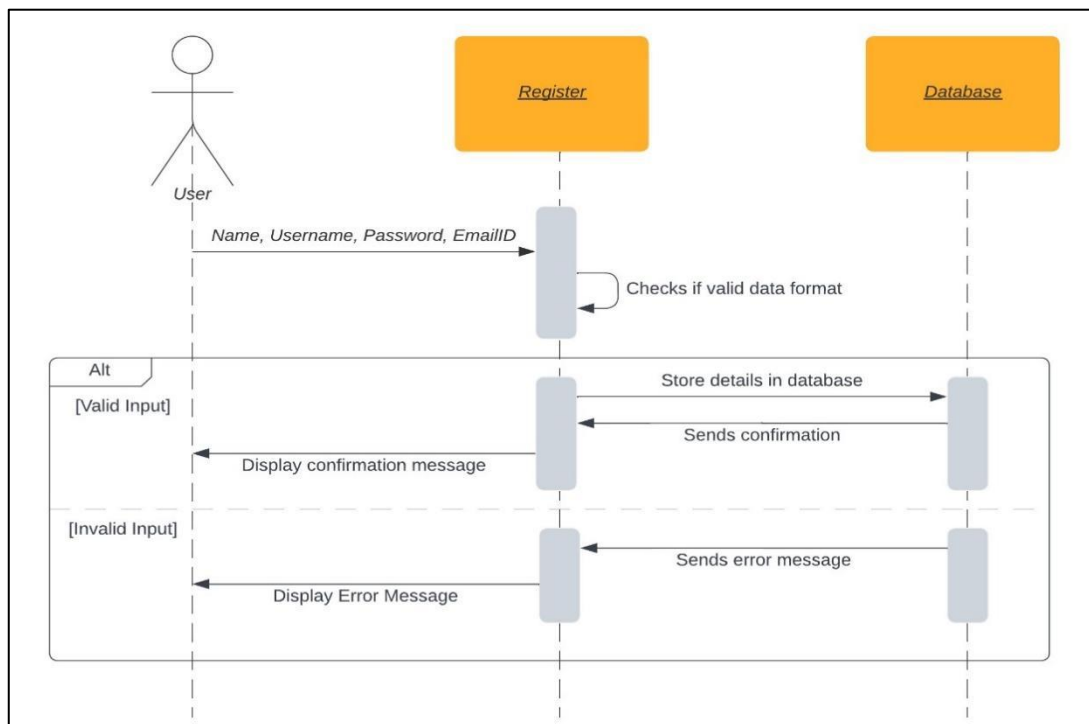 Register
Database
User
Name, Username, Password, EmailID
Checks if valid data format
Alt
[Valid Input]
Store details in database
Sends confirmation
Display confirmation message
[Invalid Input]
Sends error message
Display Error Message